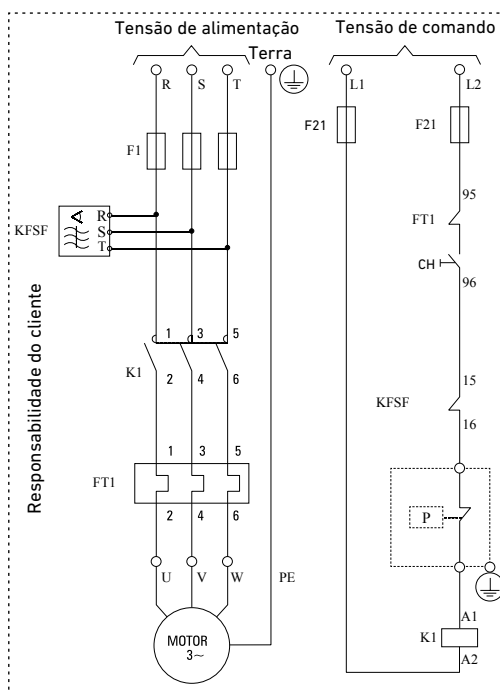 Tensão de alimentação
Tensão de comando
Terra
R
S
T
L1
L2
F1
F21
F21
KFSF
A
R
S
T
95
FT1
CH
96
1
3
5
K1
2
4
6
15
KFSF
16
1
3
5
FT1
2
4
6
P
U
V
W
PE
MOTOR
3~
A1
K1
A2
Responsabilidade do cliente